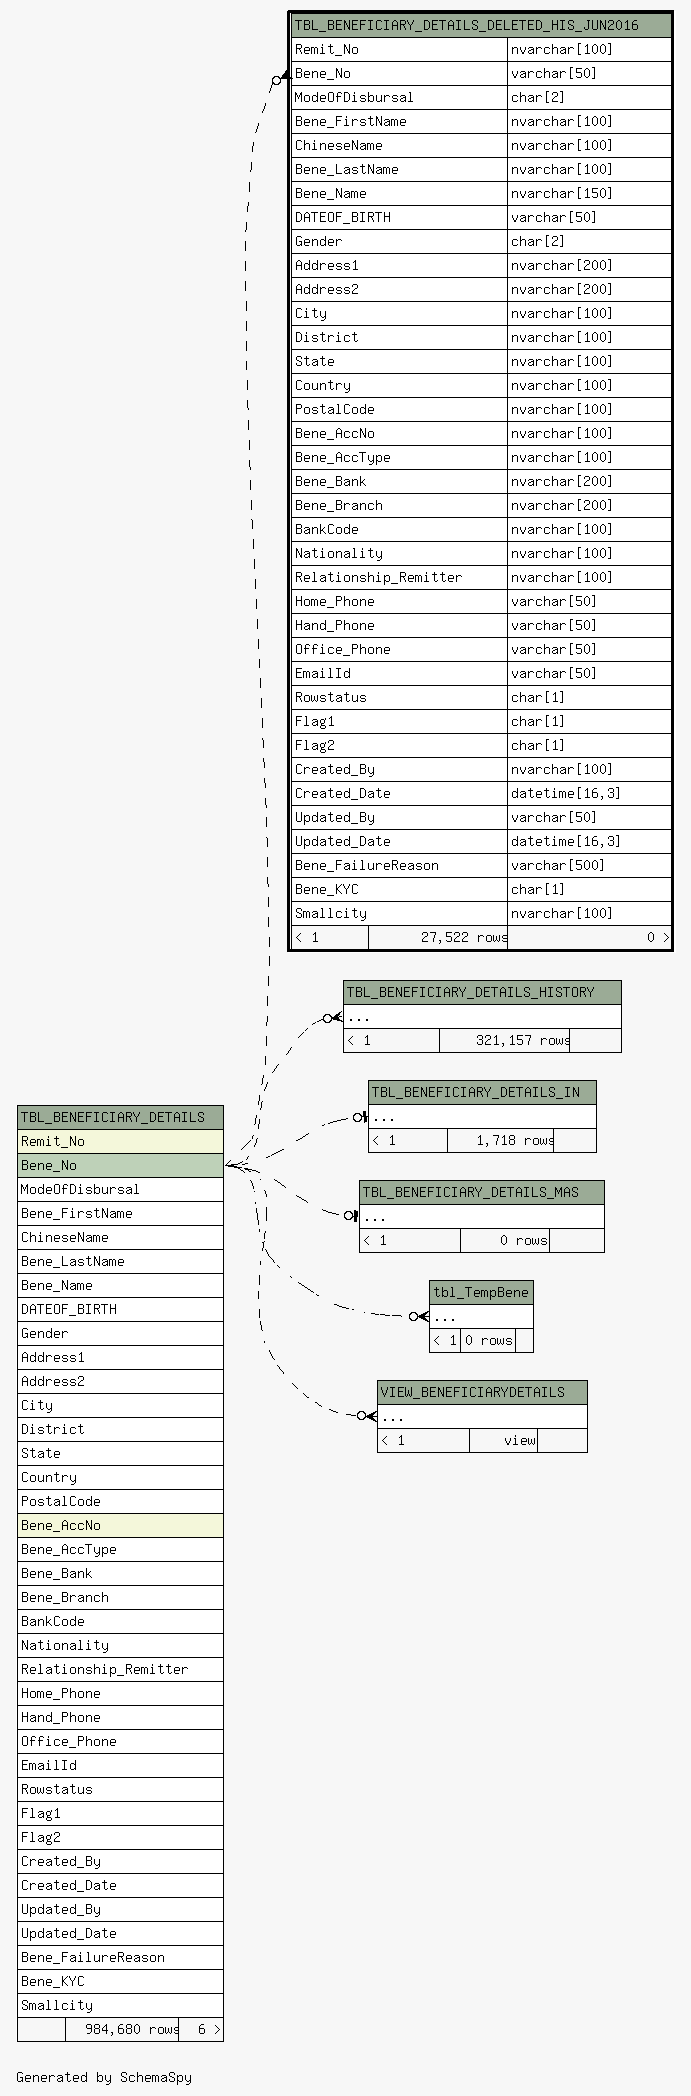 TBL_BENEFICIARY_DETAILS_DELETED_HIS_JUN2016
Remit_No nvarchar[100]
Bene_No varchar[50]
ModeOfDisbursal char[2]
Bene_FirstName nvarchar[100]
ChineseName nvarchar[100]
Bene_LastName nvarchar[100]
Bene_Name nvarchar[150]
DATEOF_BIRTH varchar[50]
Gender char[2]
Address1 nvarchar[200]
Address2 nvarchar[200]
City nvarchar[100]
District nvarchar[100]
State nvarchar[100]
Country nvarchar[100]
PostalCode nvarchar[100]
Bene_AccNo nvarchar[100]
Bene_AccType nvarchar[100]
Bene_Bank nvarchar[200]
Bene_Branch nvarchar[200]
BankCode nvarchar[100]
Nationality nvarchar[100]
Relationship_Remitter nvarchar[100]
Home_Phone varchar[50]
Hand_Phone varchar[50]
Office_Phone varchar[50]
EmailId varchar[50]
Rowstatus char[1]
Flag1 char[1]
Flag2 char[1]
Created_By nvarchar[100]
Created_Date datetime[16,3]
Updated_By varchar[50]
Updated_Date datetime[16,3]
Bene_FailureReason varchar[500]
Bene_KYC char[1]
Smallcity nvarchar[100]
< 1 27,522 rows 0 >
TBL_BENEFICIARY_DETAILS_HISTORY
...
< 1 321,157 rows
TBL_BENEFICIARY_DETAILS_IN
...
< 1 1,718 rows
TBL_BENEFICIARY_DETAILS_MAS
...
< 1 0 rows
tbl_TempBene
...
< 1 0 rows
VIEW_BENEFICIARYDETAILS
...
< 1 view
TBL_BENEFICIARY_DETAILS
Remit_No
Bene_No
ModeOfDisbursal
Bene_FirstName
ChineseName
Bene_LastName
Bene_Name
DATEOF_BIRTH
Gender
Address1
Address2
City
District
State
Country
PostalCode
Bene_AccNo
Bene_AccType
Bene_Bank
Bene_Branch
BankCode
Nationality
Relationship_Remitter
Home_Phone
Hand_Phone
Office_Phone
EmailId
Rowstatus
Flag1
Flag2
Created_By
Created_Date
Updated_By
Updated_Date
Bene_FailureReason
Bene_KYC
Smallcity
984,680 rows 6 >
Generated by SchemaSpy